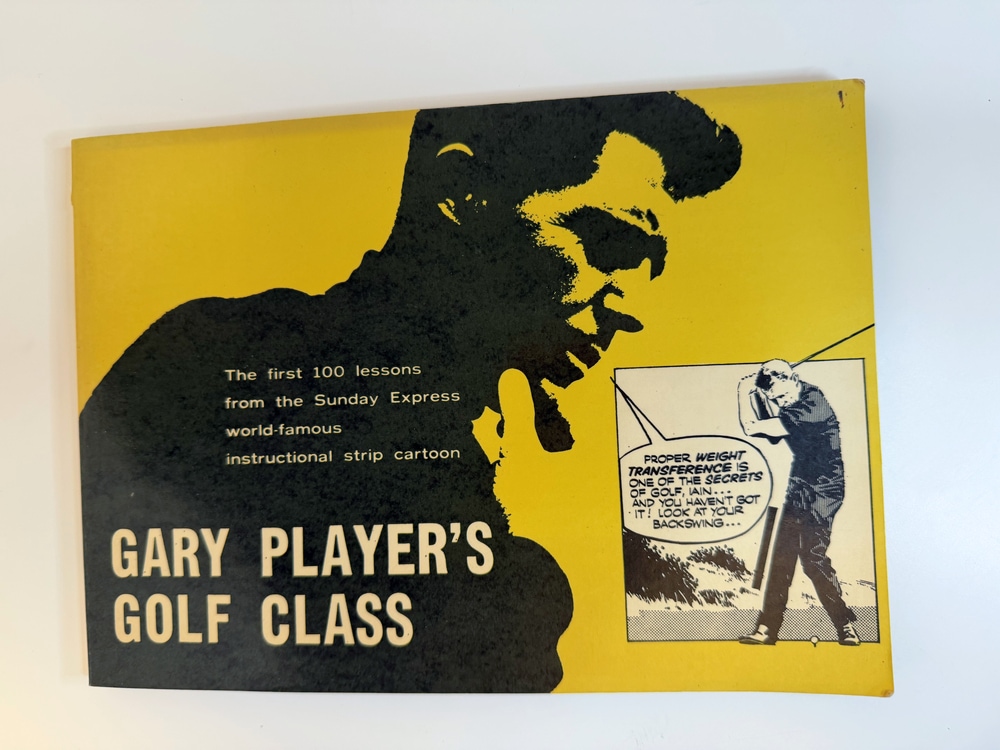 The first 100 lessons
from the Sunday Express
world-famous
instructional strip cartoon
GARY PLAYER'S
GOLF CLASS
PROPER WEIGHT
TRANSFERENCE IS
ONE OF THE SECRETS
OF GOLF, IAIN...
AND YOU HAVEN'T GOT
IT! LOOK AT YOUR
BACKSWING...